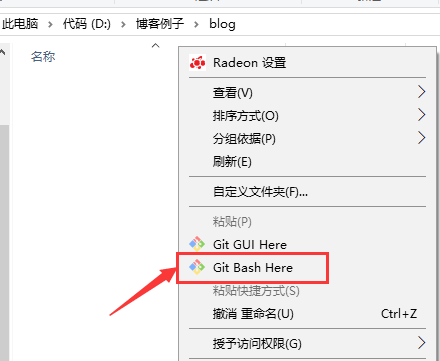 此电脑 〉 代码 (D:) 〉 博客例子 〉 blog
名称
Radeon 设置
查看(V)
排序方式(O)
分组依据(P)
刷新(E)
自定义文件夹(F)...
粘贴(P)
Git GUI Here
Git Bash Here
粘贴快捷方式(S)
撤消 重命名(U) Ctrl+Z
授予访问权限(G)